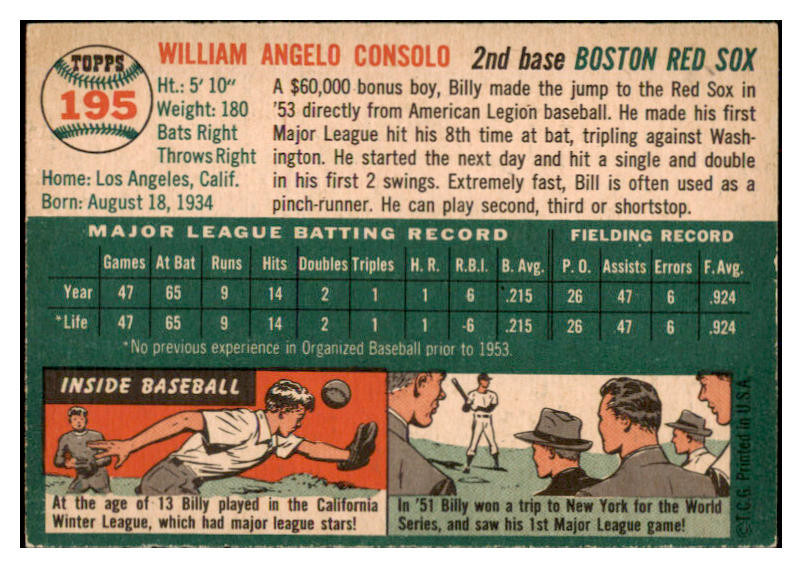 TOPPS
195
WILLIAM ANGELO CONSOLO 2nd base BOSTON RED SOX
Ht.: 5' 10"
Weight: 180
Bats Right
Throws Right
Home: Los Angeles, Calif.
Born: August 18, 1934
A $60,000 bonus boy, Billy made the jump to the Red Sox in
'53 directly from American Legion baseball. He made his first
Major League hit his 8th time at bat, tripling against Wash-
ington. He started the next day and hit a single and double
in his first 2 swings. Extremely fast, Bill is often used as a
pinch-runner. He can play second, third or shortstop.
MAJOR LEAGUE BATTING RECORD FIELDING RECORD
Games At Bat Runs Hits Doubles Triples H. R. R.B.I. B. Avg. P. O. Assists Errors F. Avg.
Year 47 65 9 14 2 1 1 6 .215 26 47 6 .924
*Life 47 65 9 14 2 1 1 -6 .215 26 47 6 .924
*No previous experience in Organized Baseball prior to 1953.
INSIDE BASEBALL
At the age of 13 Billy played in the California
Winter League, which had major league stars!
In '51 Billy won a trip to New York for the World
Series, and saw his 1st Major League game!
©T.C.G. Printed in U.S.A.